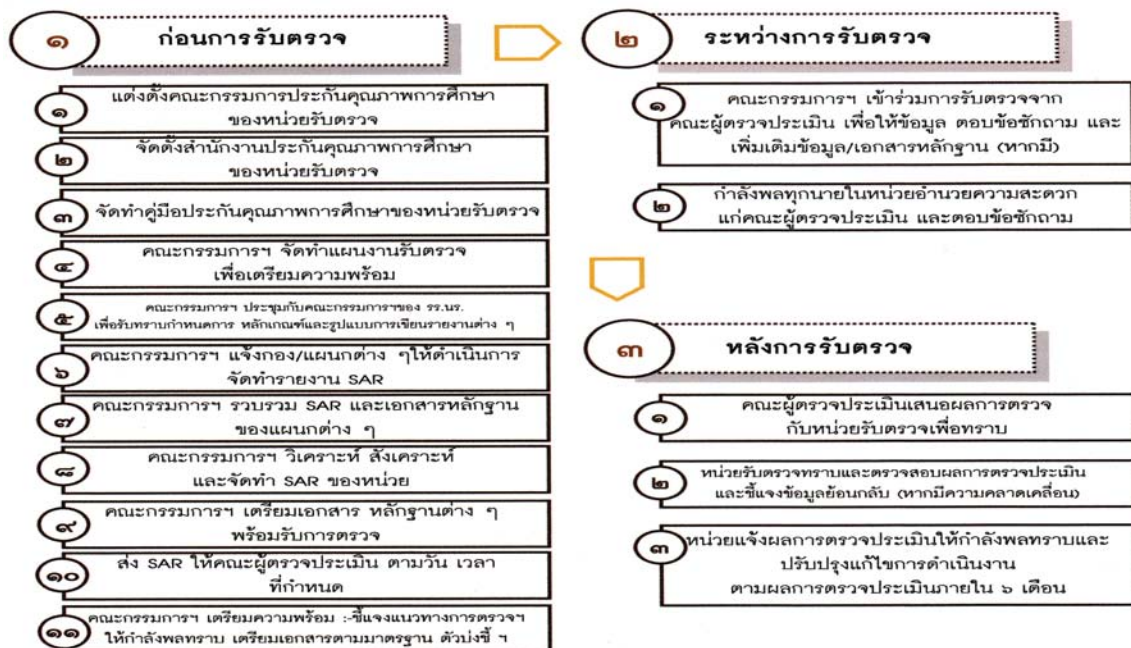 ๑
ก่อนการรับตรวจ
๑
แต่งตั้งคณะกรรมการประกันคุณภาพการศึกษา
ของหน่วยรับตรวจ
๒
จัดตั้งสำนักงานประกันคุณภาพการศึกษา
ของหน่วยรับตรวจ
๓
จัดทำคู่มือประกันคุณภาพการศึกษาของหน่วยรับตรวจ
๔
คณะกรรมการฯ จัดทำแผนงานรับตรวจ
เพื่อเตรียมความพร้อม
๕
คณะกรรมการฯ ประชุมกับคณะกรรมการฯของ รร.นร.
เพื่อรับทราบกำหนดการ หลักเกณฑ์และรูปแบบการเขียนรายงานต่าง ๆ
๖
คณะกรรมการฯ แจ้งกอง/แผนกต่าง ๆให้ดำเนินการ
จัดทำรายงาน SAR
๗
คณะกรรมการฯ รวบรวม SAR และเอกสารหลักฐาน
ของแผนกต่าง ๆ
๘
คณะกรรมการฯ วิเคราะห์ สังเคราะห์
และจัดทำ SAR ของหน่วย
๙
คณะกรรมการฯ เตรียมเอกสาร หลักฐานต่าง ๆ
พร้อมรับการตรวจ
๑๐
ส่ง SAR ให้คณะผู้ตรวจประเมิน ตามวัน เวลา
ที่กำหนด
๑๑
คณะกรรมการฯ เตรียมความพร้อม :-ชี้แจงแนวทางการตรวจฯ
ให้กำลังพลทราบ เตรียมเอกสารตามมาตรฐาน ตัวบ่งชี้ ฯ
๒
ระหว่างการรับตรวจ
๑
คณะกรรมการฯ เข้าร่วมการรับตรวจจาก
คณะผู้ตรวจประเมิน เพื่อให้ข้อมูล ตอบข้อซักถาม และ
เพิ่มเติมข้อมูล/เอกสารหลักฐาน (หากมี)
๒
กำลังพลทุกนายในหน่วยอำนวยความสะดวก
แก่คณะผู้ตรวจประเมิน และตอบข้อซักถาม
๓
หลังการรับตรวจ
๑
คณะผู้ตรวจประเมินเสนอผลการตรวจ
กับหน่วยรับตรวจเพื่อทราบ
๒
หน่วยรับตรวจทราบและตรวจสอบผลการตรวจประเมิน
และชี้แจงข้อมูลย้อนกลับ (หากมีความคลาดเคลื่อน)
๓
หน่วยแจ้งผลการตรวจประเมินให้กำลังพลทราบและ
ปรับปรุงแก้ไขการดำเนินงาน
ตามผลการตรวจประเมินภายใน ๖ เดือน